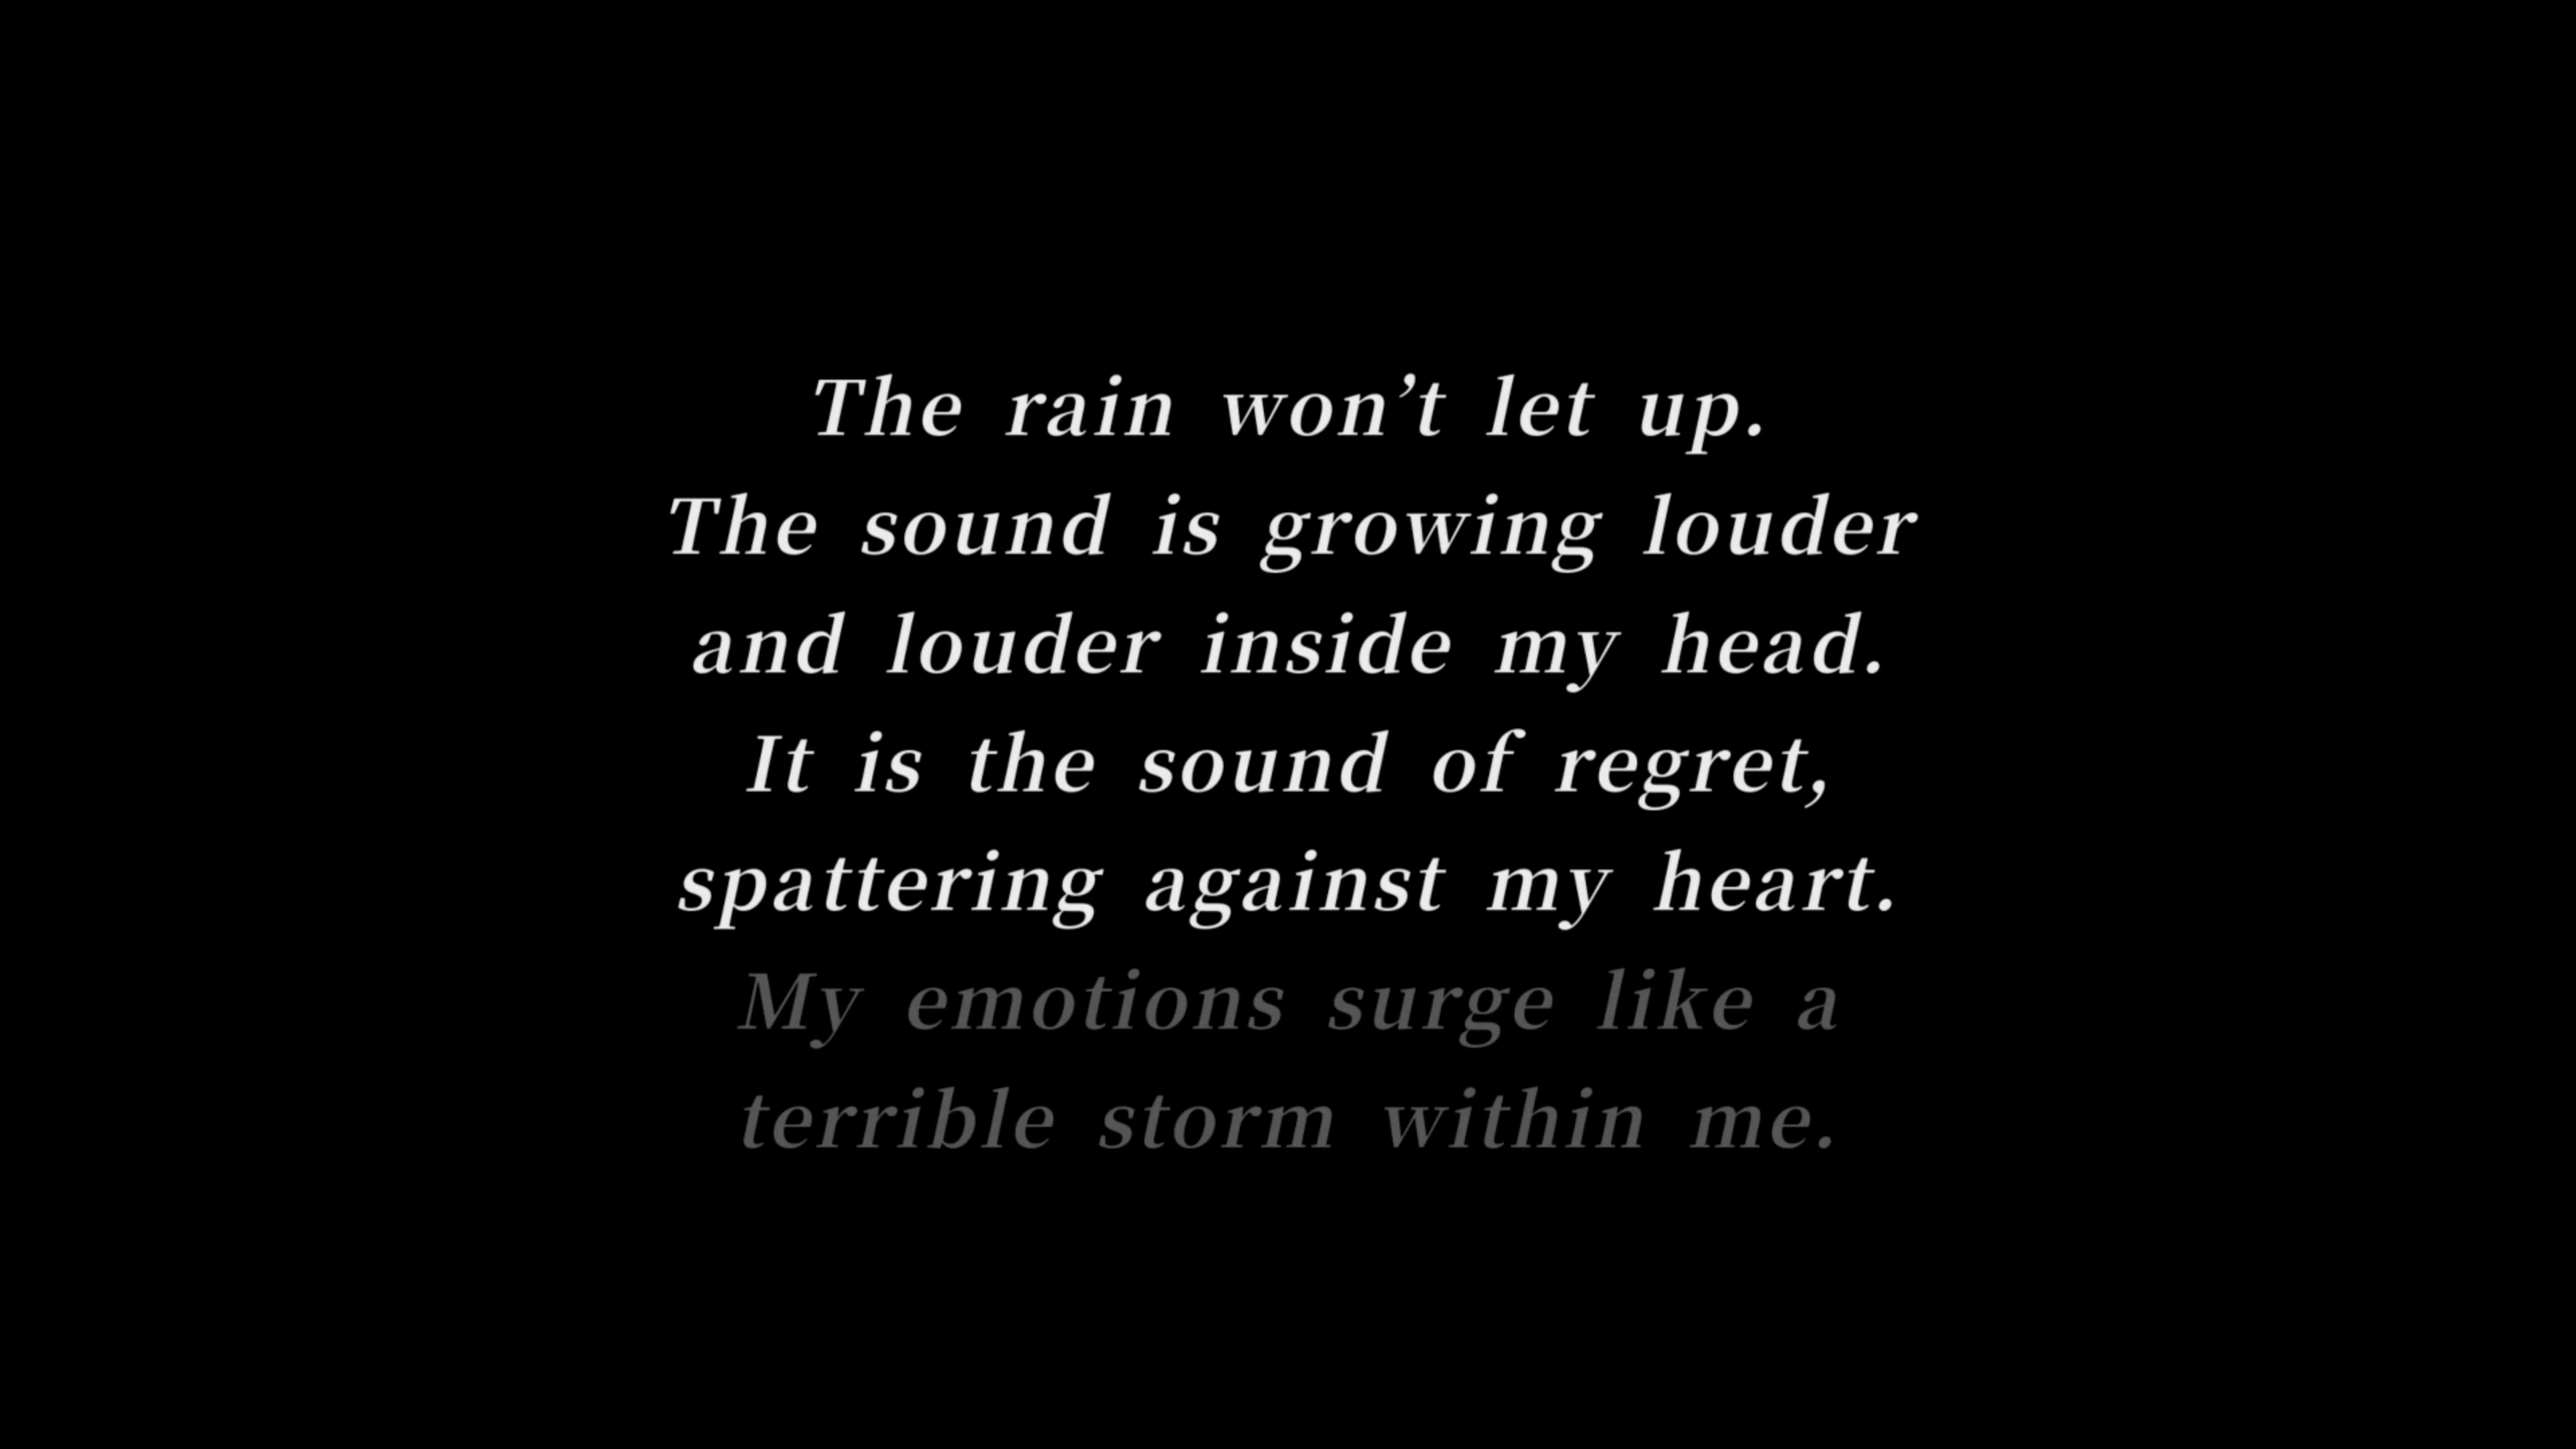 The rain won’t let up.
The sound is growing louder
and louder inside my head.
It is the sound of regret,
spattering against my heart.
My emotions surge like a
terrible storm within me.